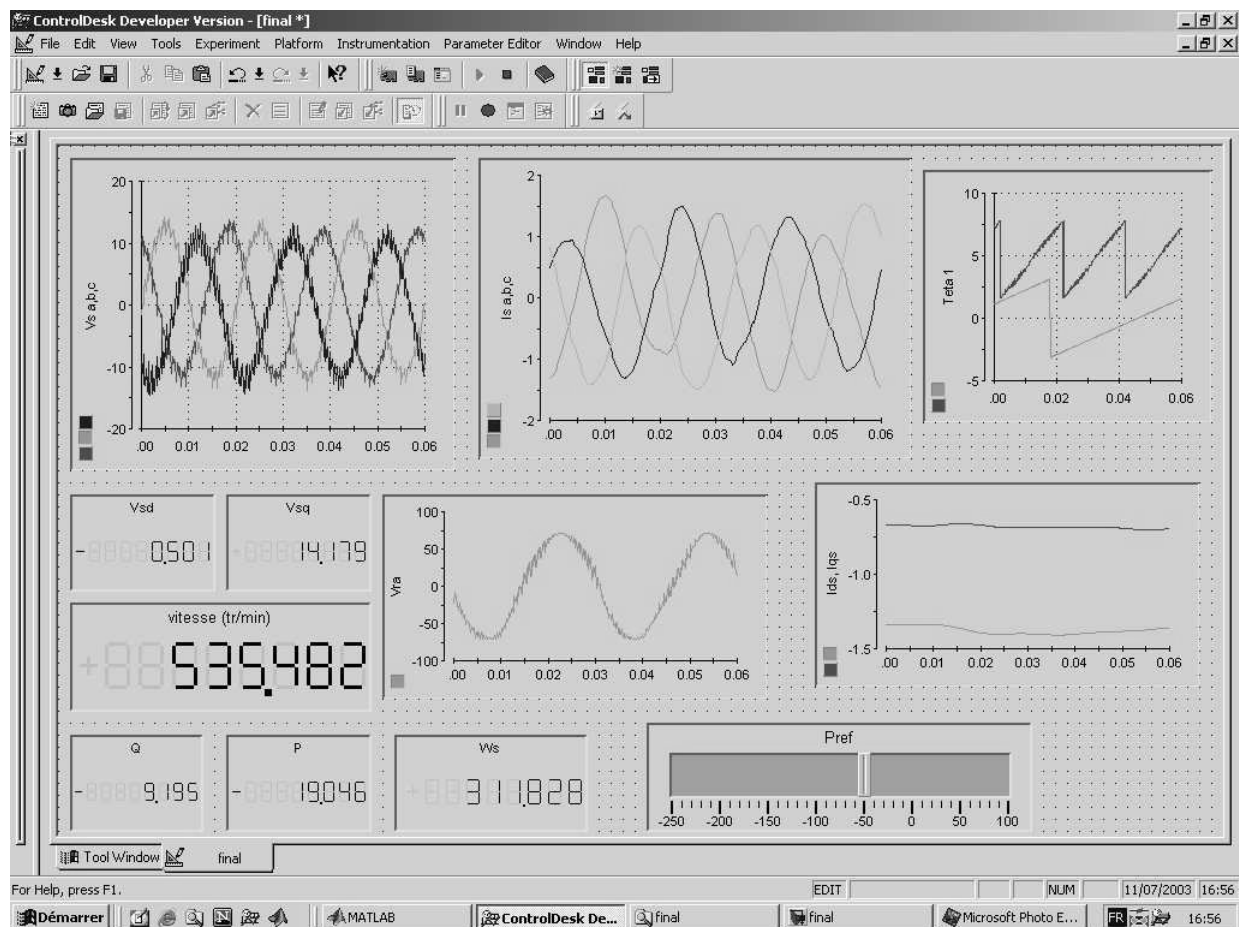 ControlDesk Developer Version - [final *]
File Edit View Tools Experiment Platform Instrumentation Parameter Editor Window Help
20
10
0
-10
-20
Vs a,b,c
.00 0.01 0.02 0.03 0.04 0.05 0.06
2
1
0
-1
-2
Is a,b,c
.00 0.01 0.02 0.03 0.04 0.05 0.06
10
5
0
-5
Teta1
.00 0.02 0.04 0.06
Vsd
-0.501
Vsq
14.179
vitesse (tr/min)
+535.482
100
50
0
-50
-100
Vra
.00 0.01 0.02 0.03 0.04 0.05 0.06
-0.5
-1.0
-1.5
Ids, Iqs
.00 0.01 0.02 0.03 0.04 0.05 0.06
Q
-9.195
P
-19.046
Ws
+311.828
Pref
-250 -200 -150 -100 -50 0 50 100
Tool Window final
For Help, press F1. EDIT NUM 11/07/2003 16:56
Démarrer MATLAB ControlDesk De... final final Microsoft Photo E... FR 16:56